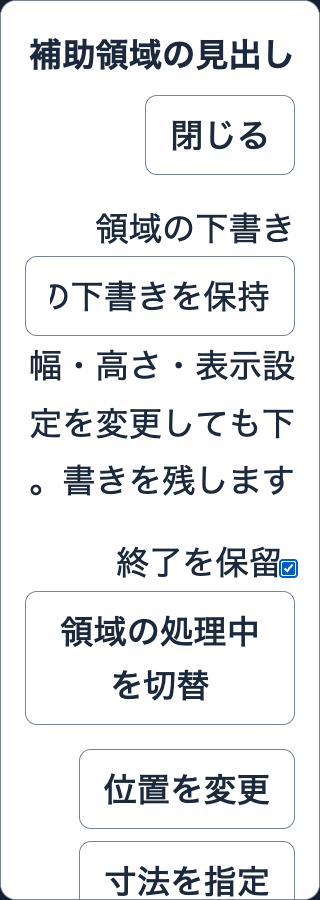 補助領域の見出し
閉じる
領域の下書き
の下書きを保持
幅・高さ・表示設
定を変更しても下
書きを残します。
終了を保留
領域の処理中
を切替
位置を変更
寸法を指定